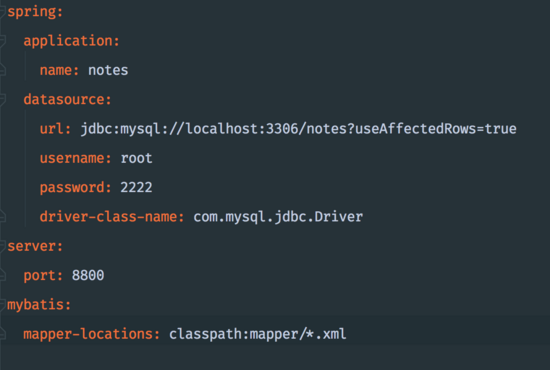 spring:
  application:
    name: notes
  datasource:
    url: jdbc:mysql://localhost:3306/notes?useAffectedRows=true
    username: root
    password: 2222
    driver-class-name: com.mysql.jdbc.Driver
server:
  port: 8800
mybatis:
  mapper-locations: classpath:mapper/*.xml